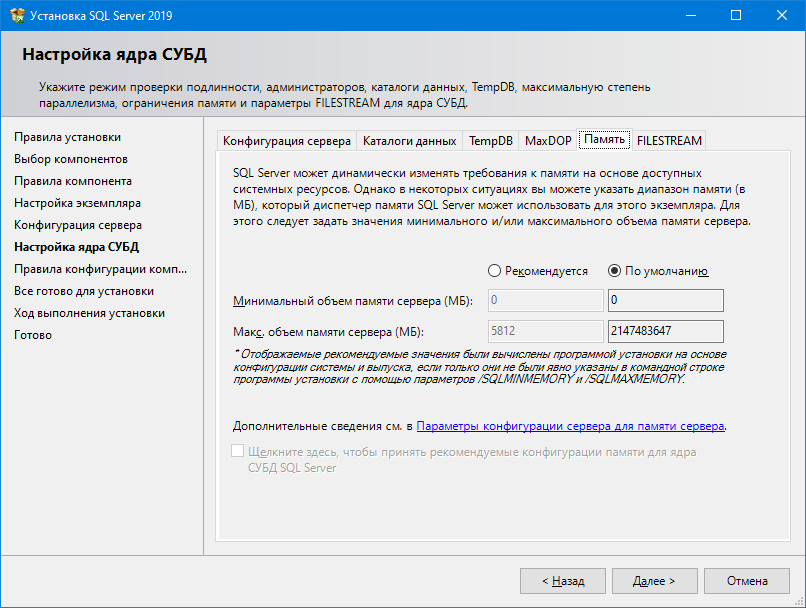 Установка SQL Server 2019
Настройка ядра СУБД
Укажите режим проверки подлинности, администраторов, каталоги данных, TempDB, максимальную степень
параллелизма, ограничения памяти и параметры FILESTREAM для ядра СУБД.
Правила установки
Выбор компонентов
Правила компонента
Настройка экземпляра
Конфигурация сервера
Настройка ядра СУБД
Правила конфигурации комп...
Все готово для установки
Ход выполнения установки
Готово
Конфигурация сервера Каталоги данных TempDB MaxDOP Память FILESTREAM
SQL Server может динамически изменять требования к памяти на основе доступных
системных ресурсов. Однако в некоторых ситуациях вы можете указать диапазон памяти (в
МБ), который диспетчер памяти SQL Server может использовать для этого экземпляра. Для
этого следует задать значения минимального и/или максимального объема памяти сервера.
Рекомендуется По умолчанию
Минимальный объем памяти сервера (МБ): 0 0
Макс. объем памяти сервера (МБ): 5812 2147483647
* Отображаемые рекомендуемые значения были вычислены программой установки на основе
конфигурации системы и выпуска, если только они не были явно указаны в командной строке
программы установки с помощью параметров /SQLMINMEMORY и /SQLMAXMEMORY.
Дополнительные сведения см. в Параметры конфигурации сервера для памяти сервера.
Щелкните здесь, чтобы принять рекомендуемые конфигурации памяти для ядра
СУБД SQL Server
< Назад Далее > Отмена